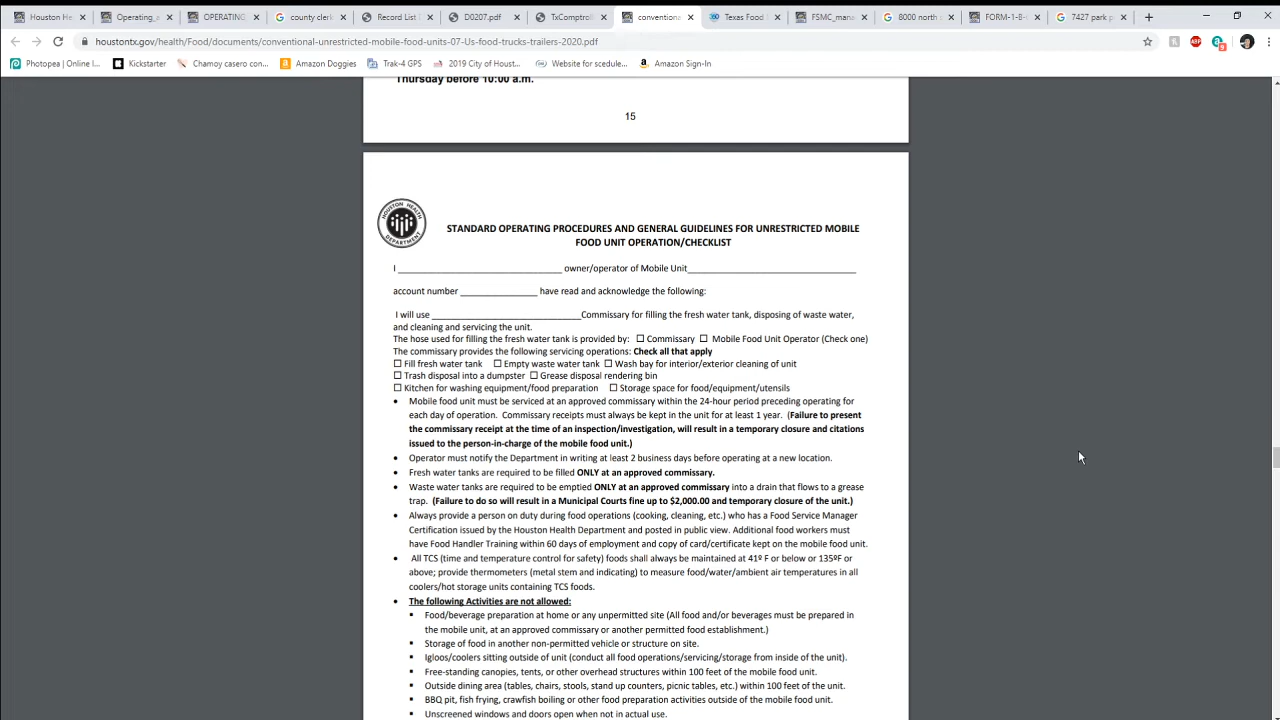 Houston He
Operating_a
OPERATING_
county clerk
Record List
D0207.pdf
TxComptroll
conventiona
Texas Food
FSMC_mana
8000 north s
FORM-1-B-C
7427 park p
houstontx.gov/health/Food/documents/conventional-unrestricted-mobile-food-units-07-Us-food-trucks-trailers-2020.pdf
ABP
9
Photopea | Online I...
Kickstarter
Chamoy casero con...
Amazon Doggies
Trak-4 GPS
2019 City of Houst...
Website for scedule...
Amazon Sign-In
Thursday before 10:00 a.m.
15
HOUSTON HEALTH DEPARTMENT
STANDARD OPERATING PROCEDURES AND GENERAL GUIDELINES FOR UNRESTRICTED MOBILE
FOOD UNIT OPERATION/CHECKLIST
I _________________________________ owner/operator of Mobile Unit__________________________________
account number _______________ have read and acknowledge the following:
I will use ______________________________Commissary for filling the fresh water tank, disposing of waste water,
and cleaning and servicing the unit.
The hose used for filling the fresh water tank is provided by: ☐ Commissary ☐ Mobile Food Unit Operator (Check one)
The commissary provides the following servicing operations: Check all that apply
☐ Fill fresh water tank ☐ Empty waste water tank ☐ Wash bay for interior/exterior cleaning of unit
☐ Trash disposal into a dumpster ☐ Grease disposal rendering bin
☐ Kitchen for washing equipment/food preparation ☐ Storage space for food/equipment/utensils
• Mobile food unit must be serviced at an approved commissary within the 24-hour period preceding operating for
each day of operation. Commissary receipts must always be kept in the unit for at least 1 year. (Failure to present
the commissary receipt at the time of an inspection/investigation, will result in a temporary closure and citations
issued to the person-in-charge of the mobile food unit.)
• Operator must notify the Department in writing at least 2 business days before operating at a new location.
• Fresh water tanks are required to be filled ONLY at an approved commissary.
• Waste water tanks are required to be emptied ONLY at an approved commissary into a drain that flows to a grease
trap. (Failure to do so will result in a Municipal Courts fine up to $2,000.00 and temporary closure of the unit.)
• Always provide a person on duty during food operations (cooking, cleaning, etc.) who has a Food Service Manager
Certification issued by the Houston Health Department and posted in public view. Additional food workers must
have Food Handler Training within 60 days of employment and copy of card/certificate kept on the mobile food unit.
• All TCS (time and temperature control for safety) foods shall always be maintained at 41º F or below or 135ºF or
above; provide thermometers (metal stem and indicating) to measure food/water/ambient air temperatures in all
coolers/hot storage units containing TCS foods.
• The following Activities are not allowed:
▪ Food/beverage preparation at home or any unpermitted site (All food and/or beverages must be prepared in
the mobile unit, at an approved commissary or another permitted food establishment.)
▪ Storage of food in another non-permitted vehicle or structure on site.
▪ Igloos/coolers sitting outside of unit (conduct all food operations/servicing/storage from inside of the unit).
▪ Free-standing canopies, tents, or other overhead structures within 100 feet of the mobile food unit.
▪ Outside dining area (tables, chairs, stools, stand up counters, picnic tables, etc.) within 100 feet of the unit.
▪ BBQ pit, fish frying, crawfish boiling or other food preparation activities outside of the mobile food unit.
▪ Unscreened windows and doors open when not in actual use.